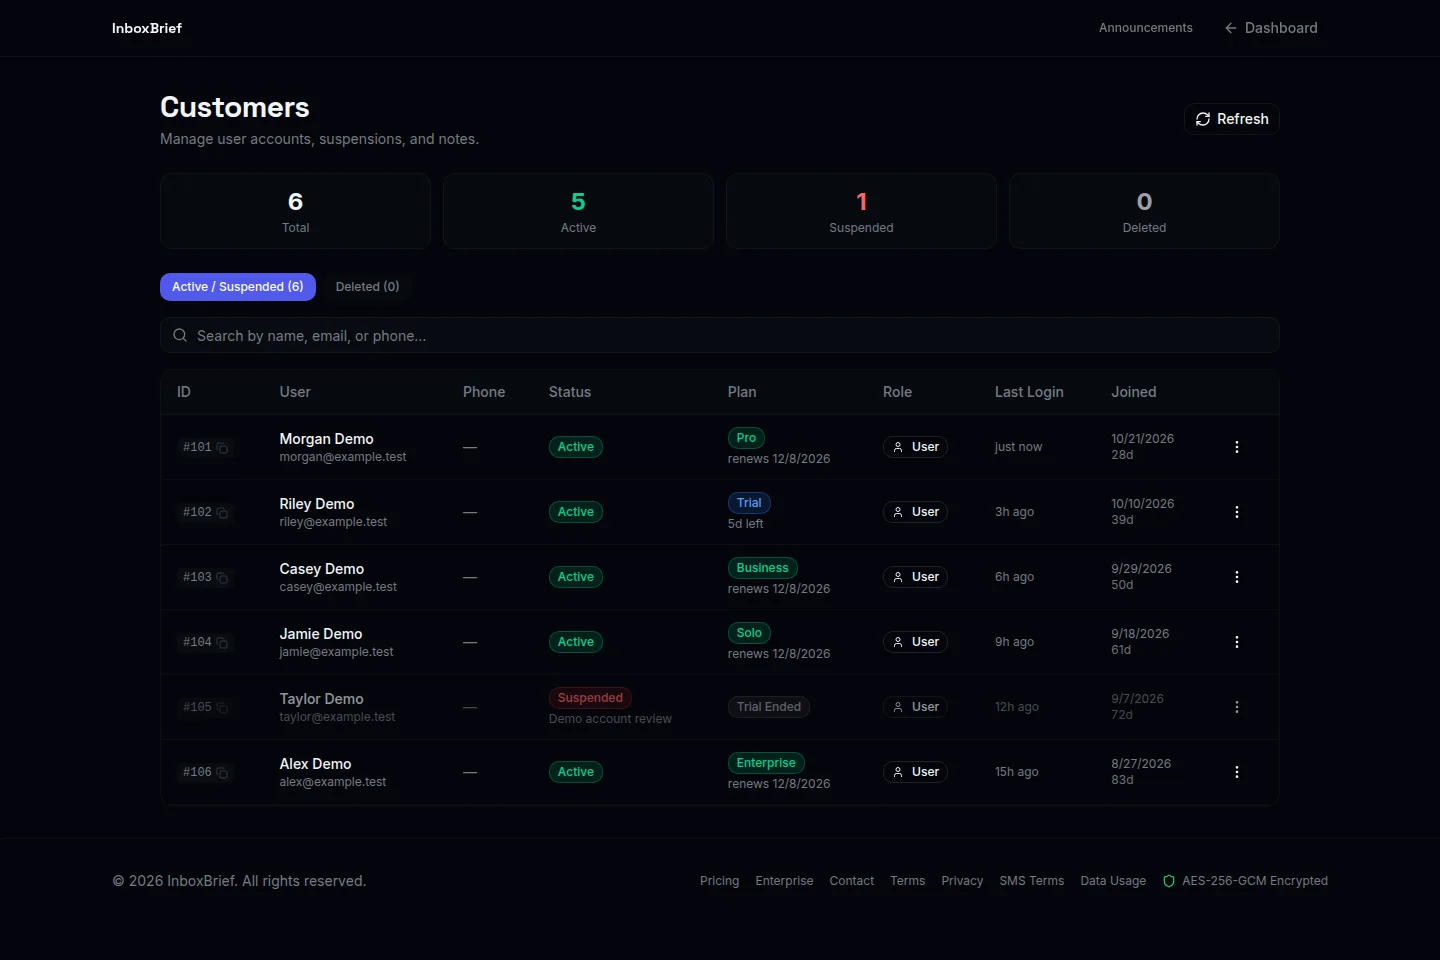 InboxBrief
Announcements
Dashboard
Customers
Manage user accounts, suspensions, and notes.
Refresh
6
Total
5
Active
1
Suspended
0
Deleted
Active / Suspended (6)
Deleted (0)
Search by name, email, or phone...
ID User Phone Status Plan Role Last Login Joined
#101 Morgan Demo — Active Pro User just now 10/21/2026
morgan@example.test renews 12/8/2026 28d
#102 Riley Demo — Active Trial User 3h ago 10/10/2026
riley@example.test 5d left 39d
#103 Casey Demo — Active Business User 6h ago 9/29/2026
casey@example.test renews 12/8/2026 50d
#104 Jamie Demo — Active Solo User 9h ago 9/18/2026
jamie@example.test renews 12/8/2026 61d
#105 Taylor Demo — Suspended Trial Ended User 12h ago 9/7/2026
taylor@example.test Demo account review 72d
#106 Alex Demo — Active Enterprise User 15h ago 8/27/2026
alex@example.test renews 12/8/2026 83d
© 2026 InboxBrief. All rights reserved.
Pricing Enterprise Contact Terms Privacy SMS Terms Data Usage AES-256-GCM Encrypted